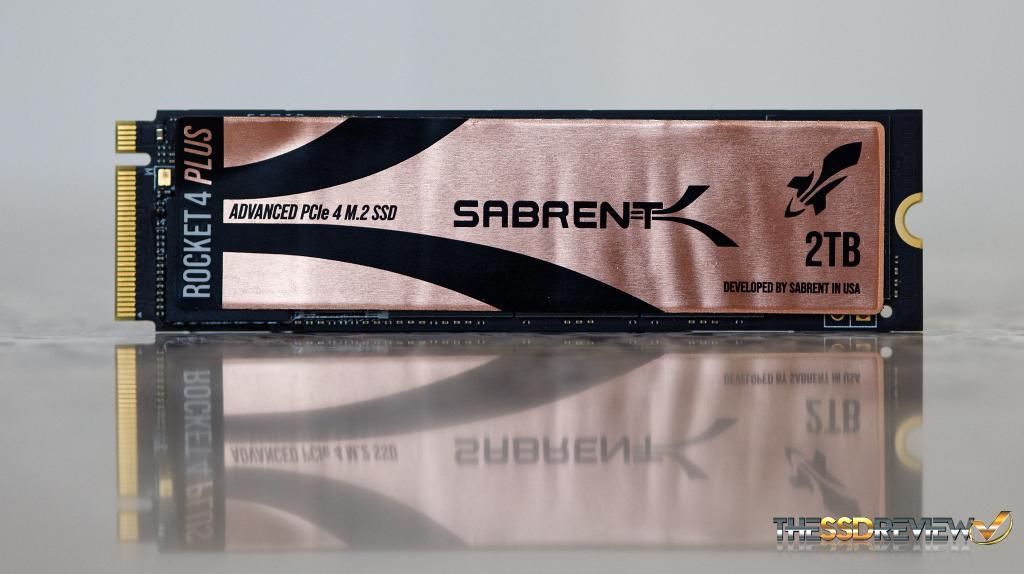 ROCKET 4 PLUS
ADVANCED PCIe 4 M.2 SSD
SABRENT
2TB
DEVELOPED BY SABRENT IN USA
M
THESSDREVIEW